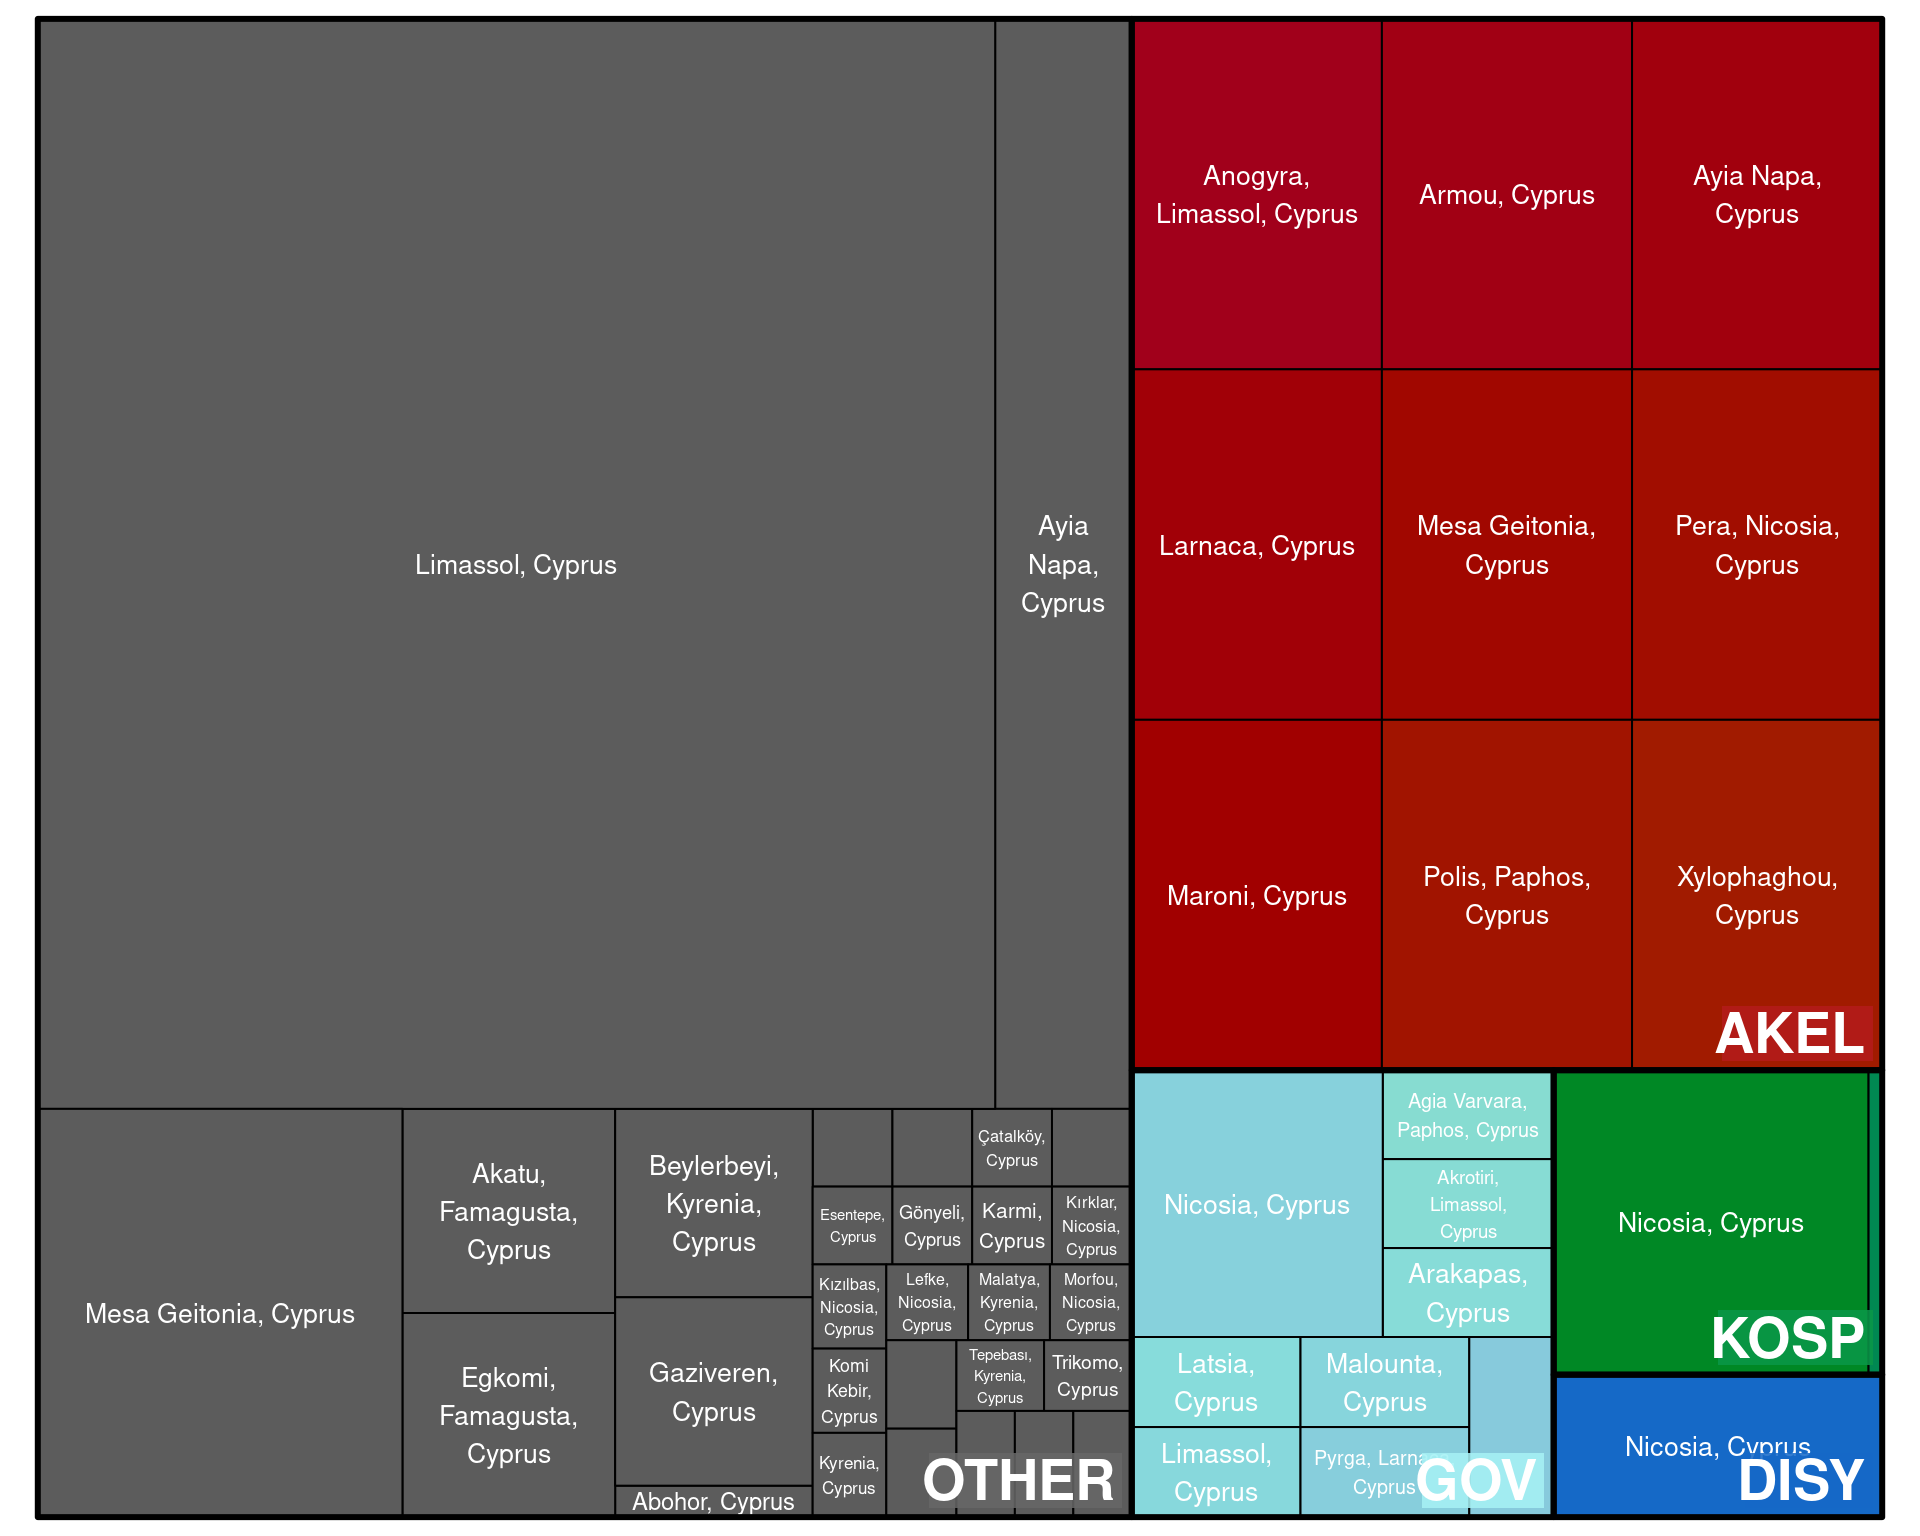 Limassol, Cyprus
Ayia
Napa,
Cyprus
Mesa Geitonia, Cyprus
Akatu,
Famagusta,
Cyprus
Egkomi,
Famagusta,
Cyprus
Beylerbeyi,
Kyrenia,
Cyprus
Gaziveren,
Cyprus
Abohor, Cyprus
Çatalköy,
Cyprus
Esentepe,
Cyprus
Gönyeli,
Cyprus
Karmi,
Cyprus
Kırklar,
Nicosia,
Cyprus
Kızılbas,
Nicosia,
Cyprus
Lefke,
Nicosia,
Cyprus
Malatya,
Kyrenia,
Cyprus
Morfou,
Nicosia,
Cyprus
Komi
Kebir,
Cyprus
Tepebası,
Kyrenia,
Cyprus
Trikomo,
Cyprus
Kyrenia,
Cyprus
OTHER
Anogyra,
Limassol, Cyprus
Armou, Cyprus
Ayia Napa,
Cyprus
Larnaca, Cyprus
Mesa Geitonia,
Cyprus
Pera, Nicosia,
Cyprus
Maroni, Cyprus
Polis, Paphos,
Cyprus
Xylophaghou,
Cyprus
AKEL
Nicosia, Cyprus
Agia Varvara,
Paphos, Cyprus
Akrotiri,
Limassol,
Cyprus
Arakapas,
Cyprus
Latsia,
Cyprus
Malounta,
Cyprus
Limassol,
Cyprus
Pyrga, Larnaca,
Cyprus
GOV
Nicosia, Cyprus
KOSP
Nicosia, Cyprus
DISY